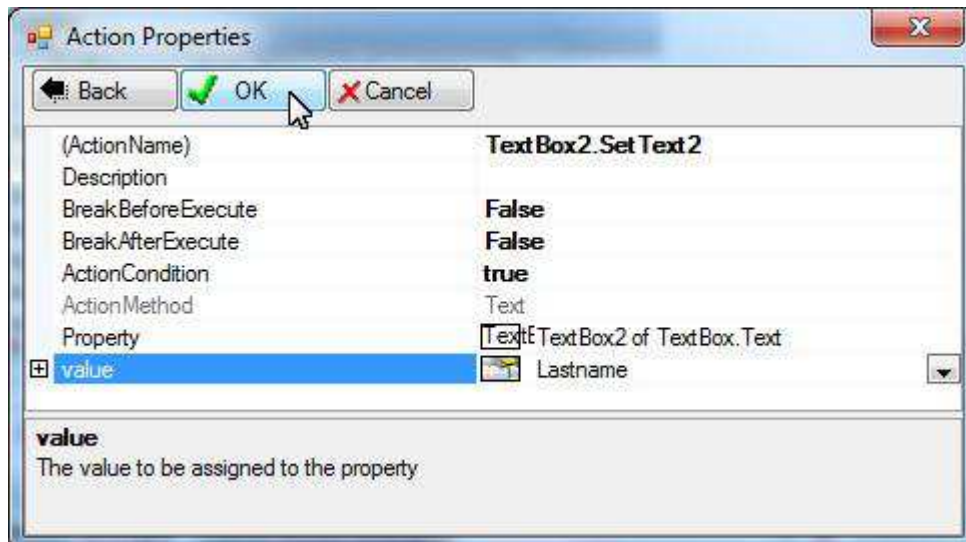 Action Properties
Back OK Cancel
(ActionName) TextBox2.SetText2
Description
BreakBeforeExecute False
BreakAfterExecute False
ActionCondition true
ActionMethod Text
Property TextBox2 of TextBox.Text
value Lastname
value
The value to be assigned to the property